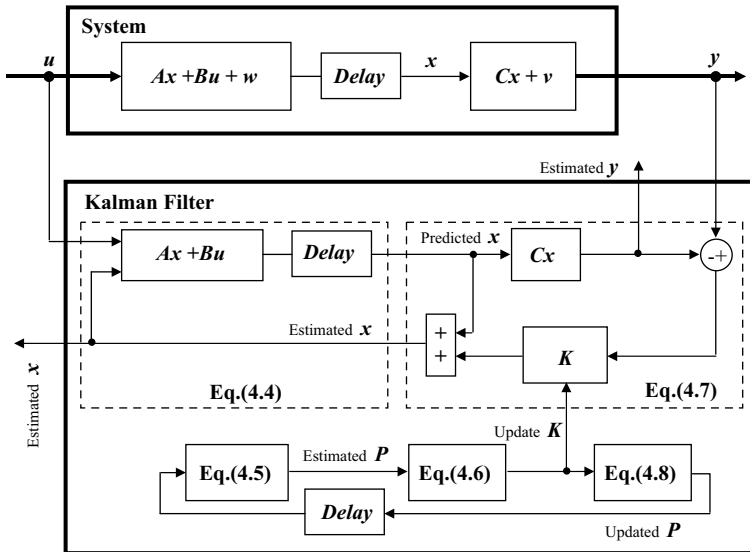 System
u
y
Ax +Bu + w
Delay
x
Cx + v
Estimated y
Kalman Filter
Ax +Bu
Delay
Predicted x
Cx
-+
Estimated x
+
+
K
Estimated x
Eq.(4.4)
Eq.(4.7)
Update K
Eq.(4.5)
Estimated P
Eq.(4.6)
Eq.(4.8)
Delay
Updated P